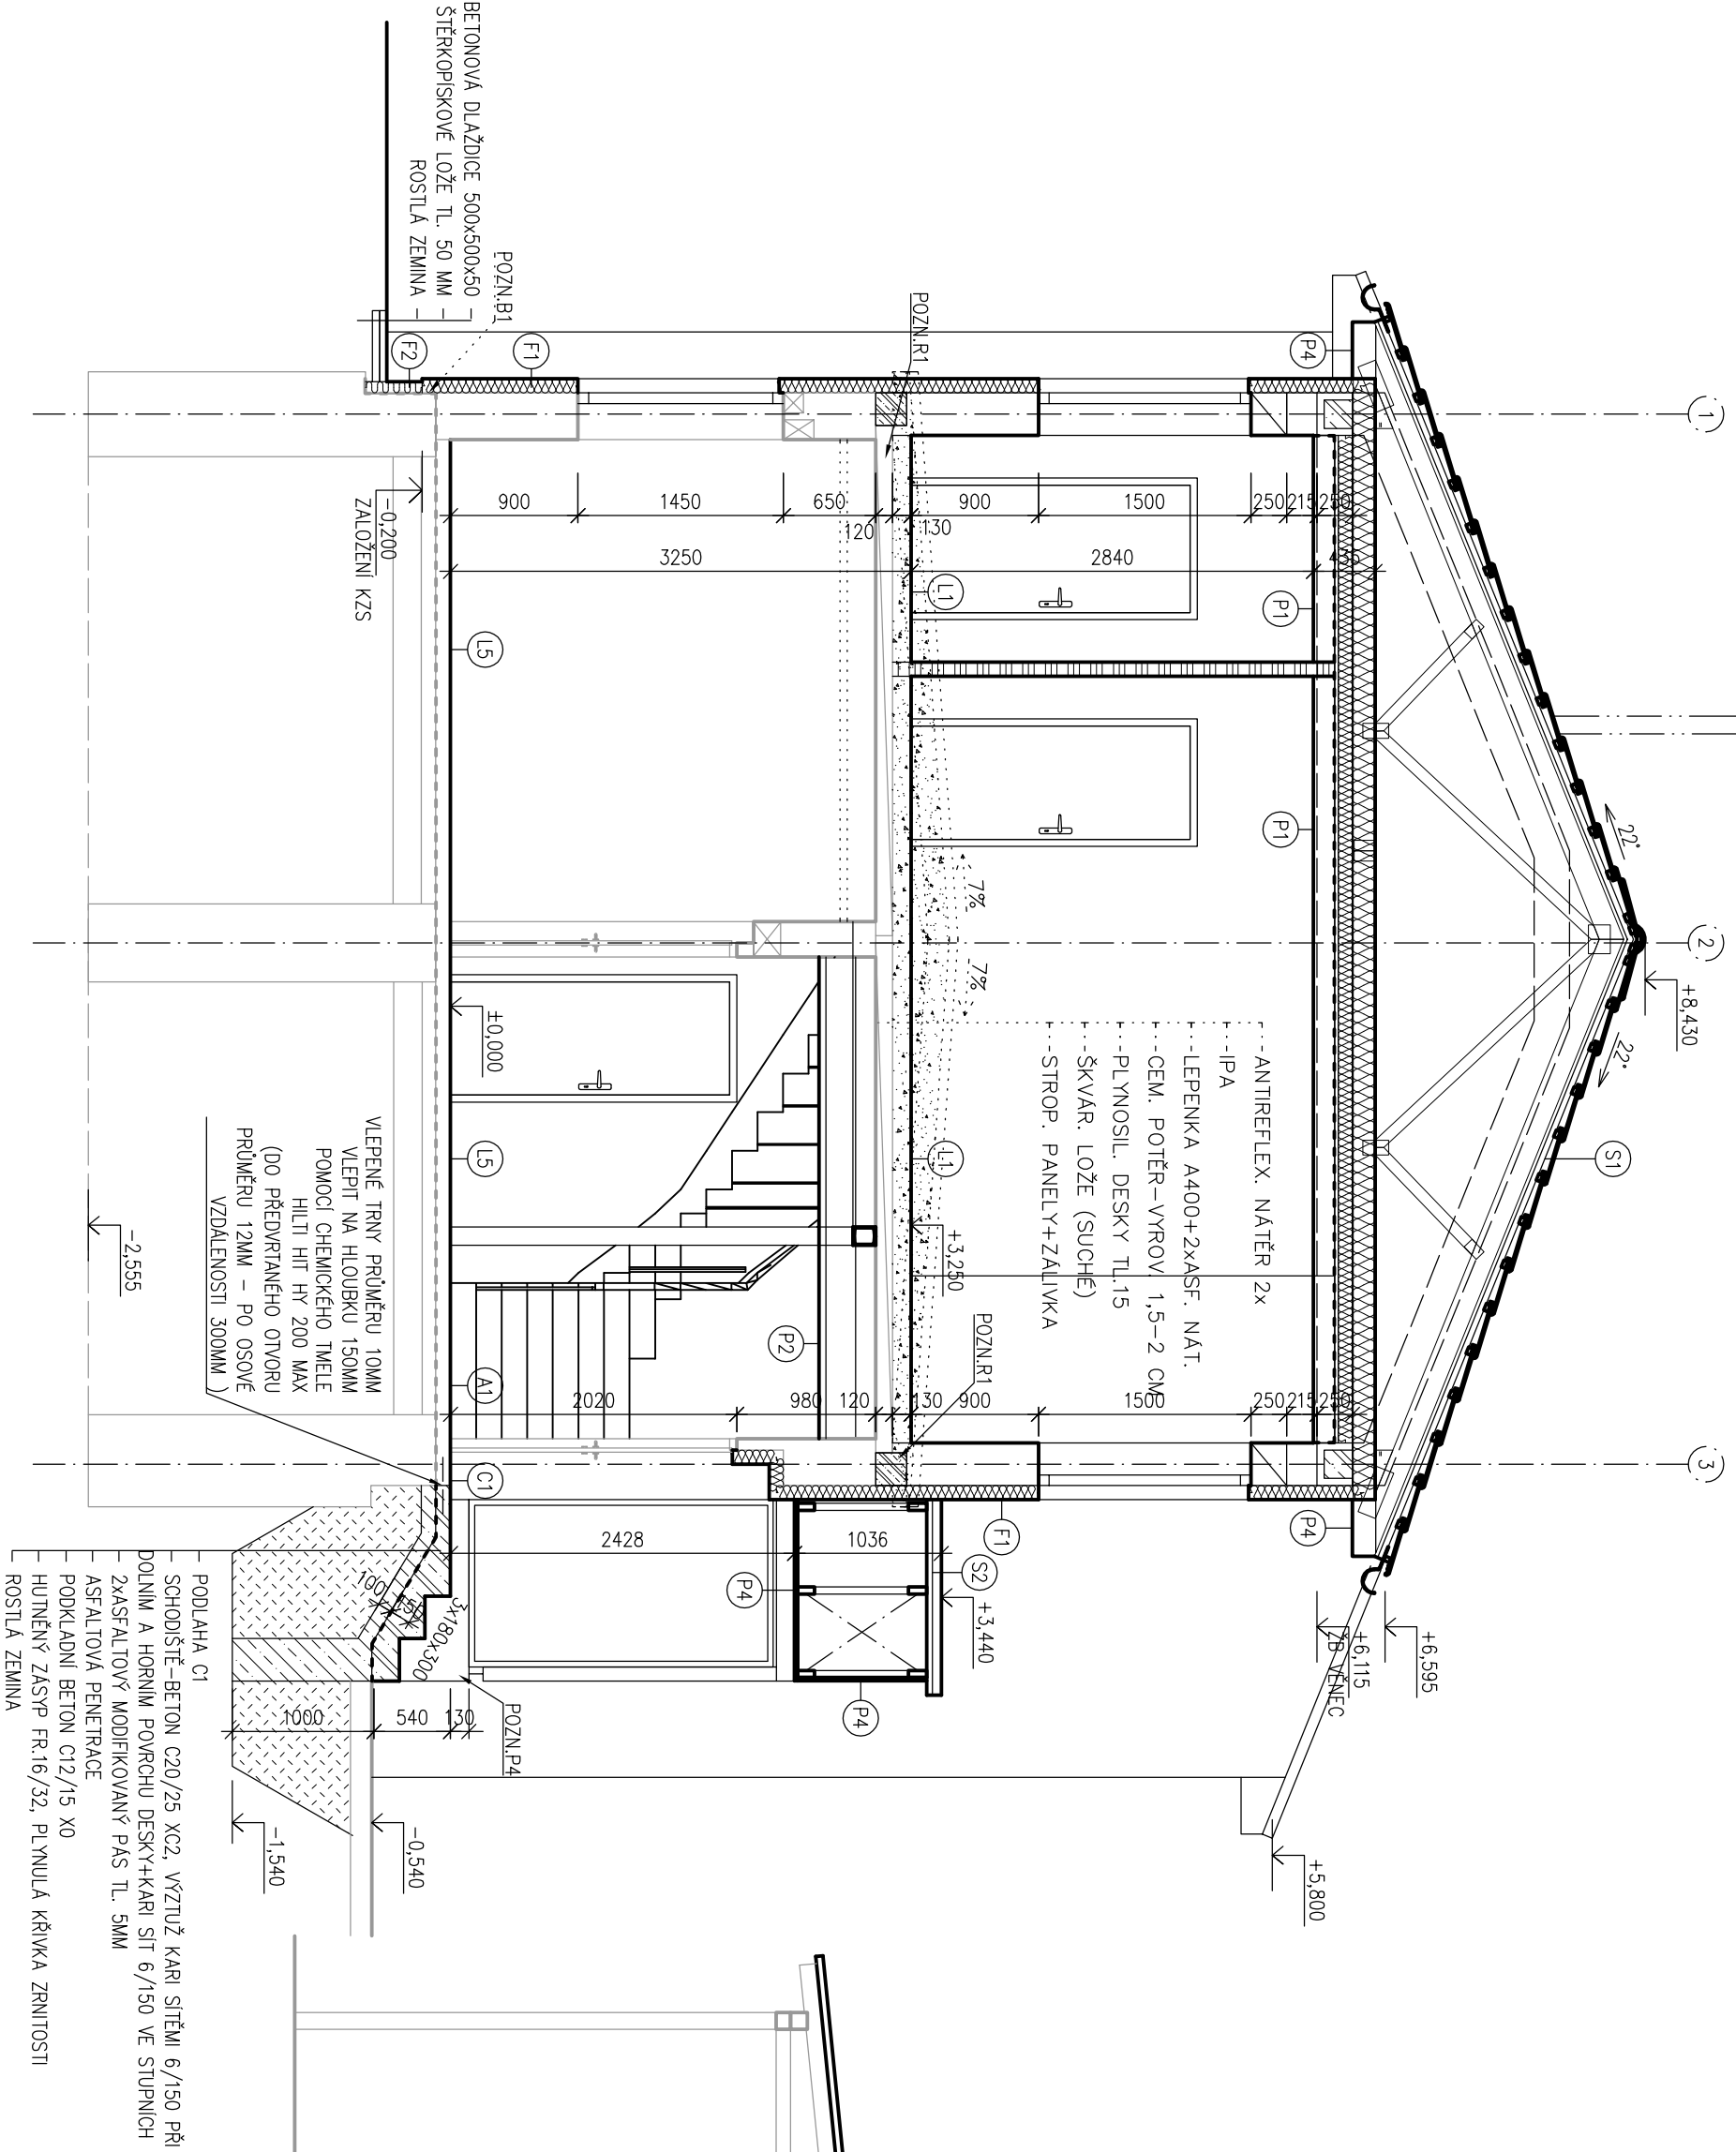 BETONOVÁ DLAŽDICE 500x500x50
ŠTĚRKOPÍSKOVÉ LOŽE TL. 50 MM
ROSTLÁ ZEMINA
POZN.B1
F2
F1
POZN.R1
P4
1
2
3
+8,430
22°
22°
S1
900
1450
650
120
130
900
1500
250
215
250
3250
2840
435
-0,200
ZALOŽENÍ KZS
L5
L1
P1
P1
7%
7%
ANTIREFLEX. NÁTĚR 2x
IPA
LEPENKA A400+2xASF. NÁT.
CEM. POTĚR-VYROV. 1,5-2 CM
PLYNOSIL. DESKY TL.15
ŠKVÁR. LOŽE (SUCHÉ)
STROP. PANELY+ZÁLIVKA
±0,000
L5
L1
+3,250
-2,555
VLEPENÉ TRNY PRŮMĚRU 10MM
VLEPIT NA HLOUBKU 150MM
POMOCÍ CHEMICKÉHO TMELE
HILTI HIT HY 200 MAX
(DO PŘEDVRTANÉHO OTVORU
PRŮMĚRU 12MM - PO OSOVÉ
VZDÁLENOSTI 300MM )
P2
POZN.R1
A1
2020
980
120
130
900
1500
250
215
250
C1
F1
P4
2428
1036
S2
P4
P4
+3,440
+6,595
+6,115
ŽB VĚNEC
+5,800
100
150
3x180x300
1000
540
130
POZN.P4
-0,540
-1,540
PODLAHA C1
SCHODIŠTĚ-BETON C20/25 XC2, VÝZTUŽ KARI SÍTĚMI 6/150 PŘI
DOLNÍM A HORNÍM POVRCHU DESKY+KARI SÍT 6/150 VE STUPNÍCH
2xASFALTOVÝ MODIFIKOVANÝ PÁS TL. 5MM
ASFALTOVÁ PENETRACE
PODKLADNÍ BETON C12/15 X0
HUTNĚNÝ ZÁSYP FR.16/32, PLYNULÁ KŘIVKA ZRNITOSTI
ROSTLÁ ZEMINA